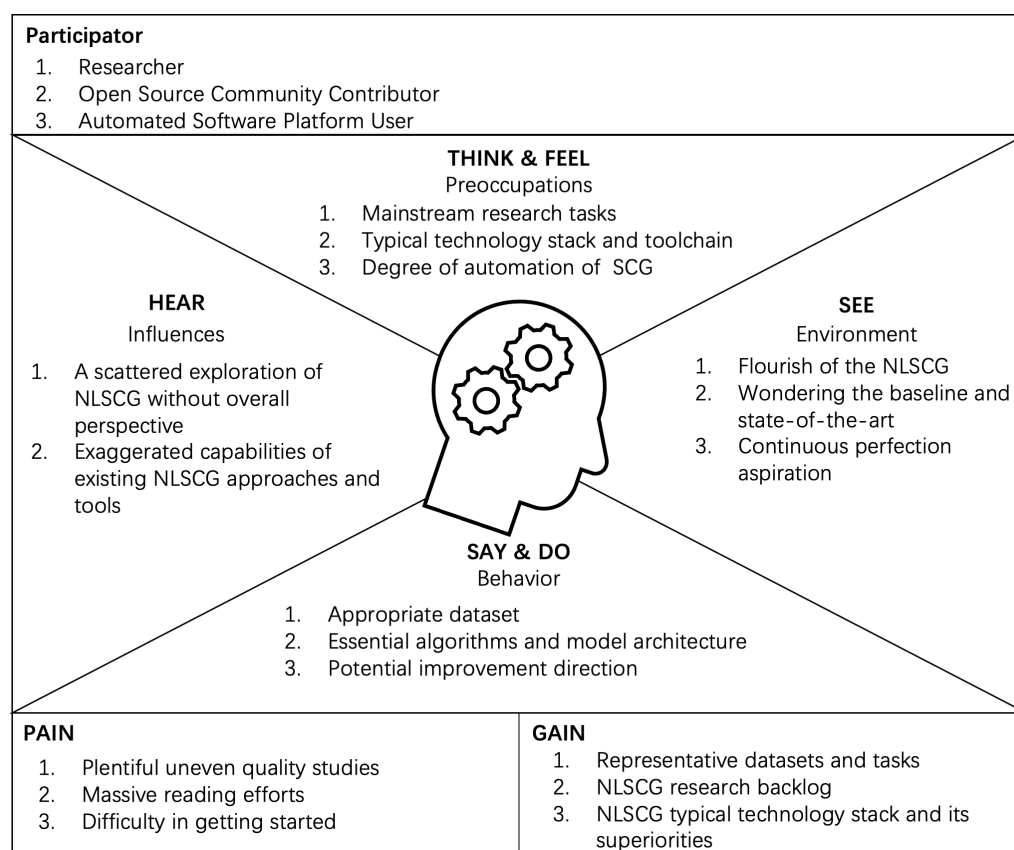 Participator
1. Researcher
2. Open Source Community Contributor
3. Automated Software Platform User
THINK & FEEL
Preoccupations
1. Mainstream research tasks
2. Typical technology stack and toolchain
3. Degree of automation of SCG
HEAR
Influences
1. A scattered exploration of
NLSCG without overall
perspective
2. Exaggerated capabilities of
existing NLSCG approaches and
tools
SEE
Environment
1. Flourish of the NLSCG
2. Wondering the baseline and
state-of-the-art
3. Continuous perfection
aspiration
SAY & DO
Behavior
1. Appropriate dataset
2. Essential algorithms and model architecture
3. Potential improvement direction
PAIN
1. Plentiful uneven quality studies
2. Massive reading efforts
3. Difficulty in getting started
GAIN
1. Representative datasets and tasks
2. NLSCG research backlog
3. NLSCG typical technology stack and its
superiorities